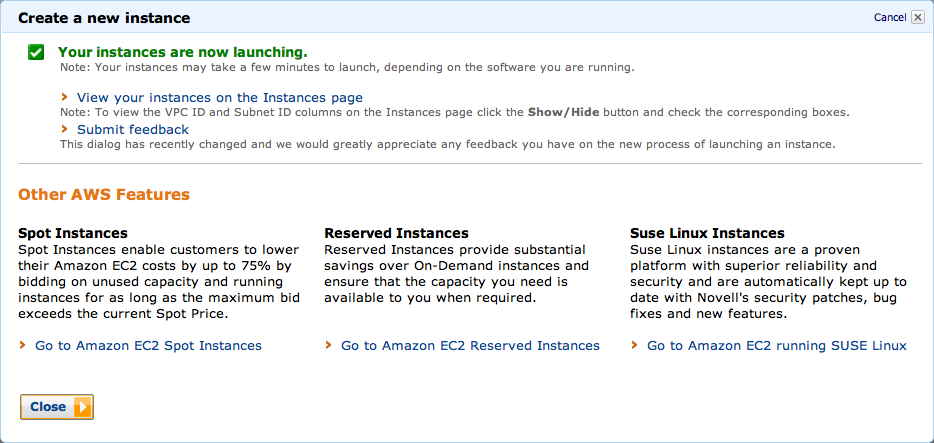 Create a new instance
Cancel
Your instances are now launching.
Note: Your instances may take a few minutes to launch, depending on the software you are running.
View your instances on the Instances page
Note: To view the VPC ID and Subnet ID columns on the Instances page click the Show/Hide button and check the corresponding boxes.
Submit feedback
This dialog has recently changed and we would greatly appreciate any feedback you have on the new process of launching an instance.
Other AWS Features
Spot Instances
Spot Instances enable customers to lower
their Amazon EC2 costs by up to 75% by
bidding on unused capacity and running
instances for as long as the maximum bid
exceeds the current Spot Price.
Go to Amazon EC2 Spot Instances
Reserved Instances
Reserved Instances provide substantial
savings over On-Demand instances and
ensure that the capacity you need is
available to you when required.
Go to Amazon EC2 Reserved Instances
Suse Linux Instances
Suse Linux instances are a proven
platform with superior reliability and
security and are automatically kept up to
date with Novell's security patches, bug
fixes and new features.
Go to Amazon EC2 running SUSE Linux
Close